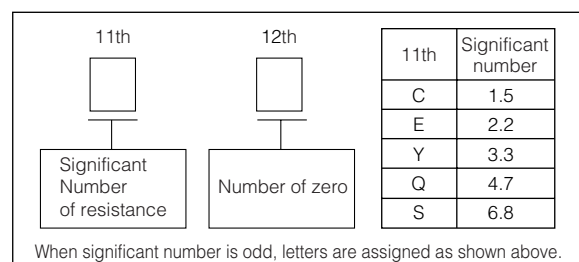 11th
12th
Significant
Number
of resistance
Number of zero
11th Significant number
C 1.5
E 2.2
Y 3.3
Q 4.7
S 6.8
When significant number is odd, letters are assigned as shown above.